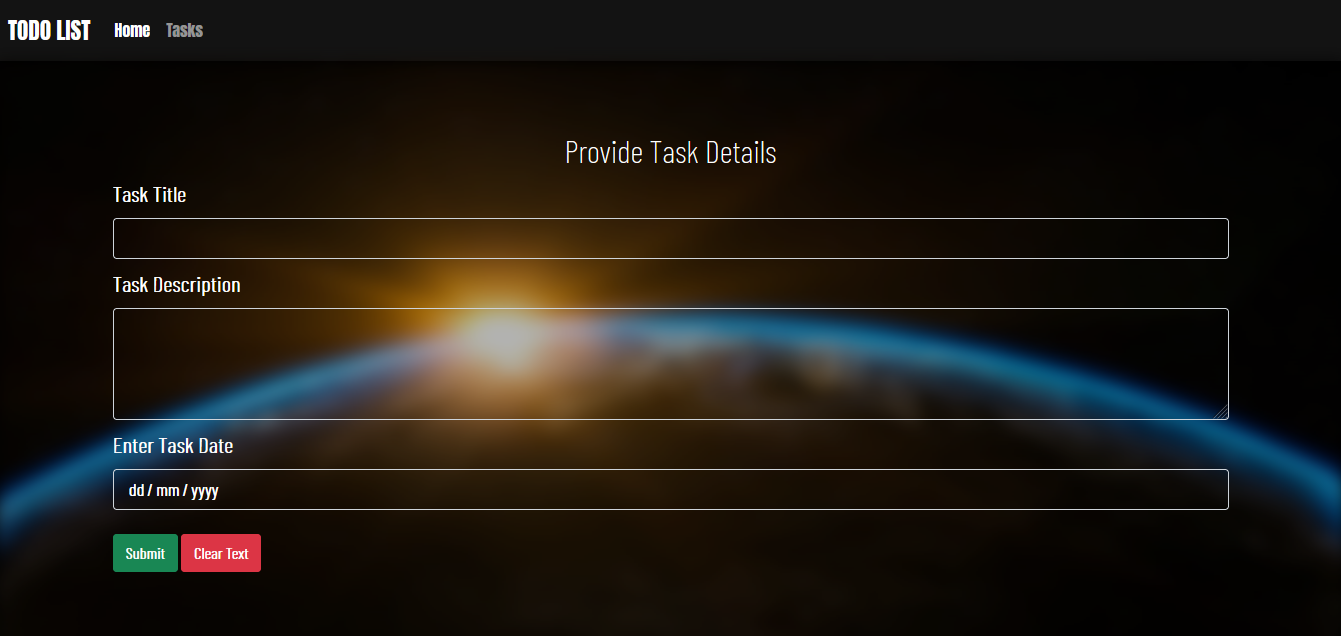 TODO LIST Home Tasks
Provide Task Details
Task Title
Task Description
Enter Task Date
dd / mm / yyyy
Submit Clear Text